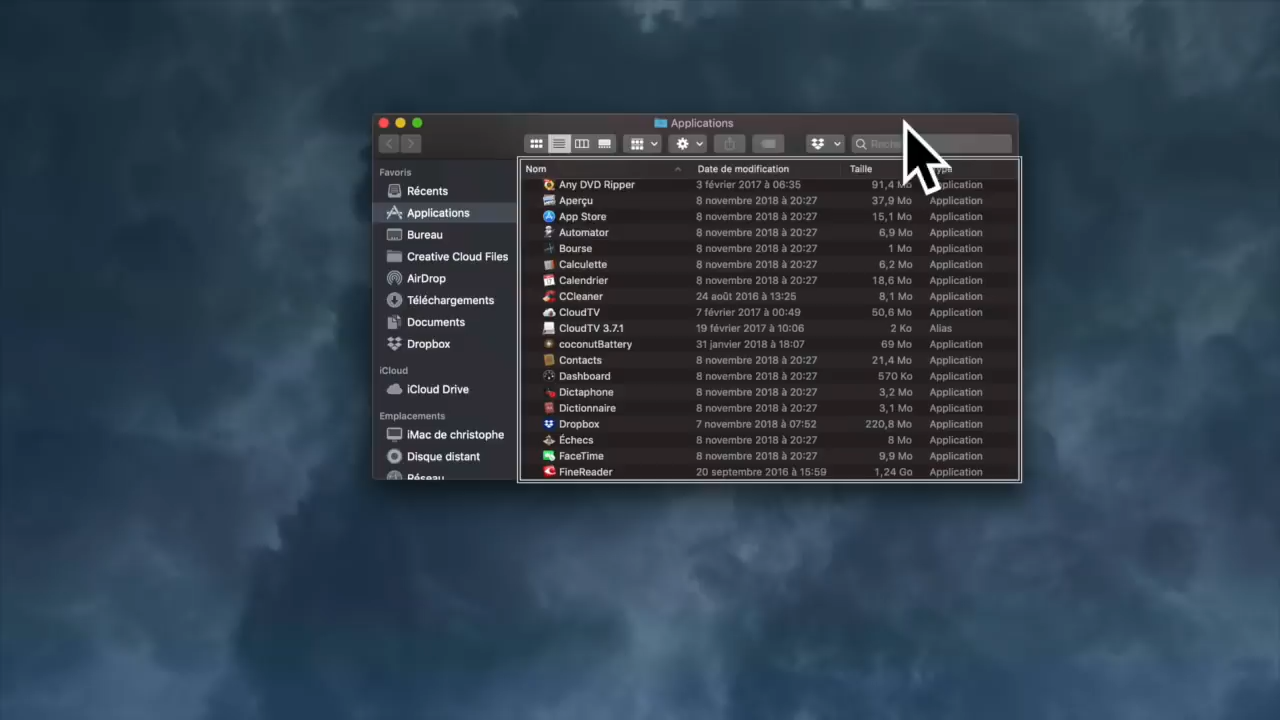 Applications
Favoris
Récents
Applications
Bureau
Creative Cloud Files
AirDrop
Téléchargements
Documents
Dropbox
iCloud
iCloud Drive
Emplacements
iMac de christophe
Disque distant
Réseau
Nom Date de modification Taille
Any DVD Ripper 3 février 2017 à 06:35 91,4 Mo Application
Aperçu 8 novembre 2018 à 20:27 37,9 Mo Application
App Store 8 novembre 2018 à 20:27 15,1 Mo Application
Automator 8 novembre 2018 à 20:27 6,9 Mo Application
Bourse 8 novembre 2018 à 20:27 1 Mo Application
Calculette 8 novembre 2018 à 20:27 6,2 Mo Application
Calendrier 8 novembre 2018 à 20:27 18,6 Mo Application
CCleaner 24 août 2016 à 13:25 8,1 Mo Application
CloudTV 7 février 2017 à 00:49 50,6 Mo Application
CloudTV 3.7.1 19 février 2017 à 10:06 2 Ko Alias
coconutBattery 31 janvier 2018 à 18:07 69 Mo Application
Contacts 8 novembre 2018 à 20:27 21,4 Mo Application
Dashboard 8 novembre 2018 à 20:27 570 Ko Application
Dictaphone 8 novembre 2018 à 20:27 3,2 Mo Application
Dictionnaire 8 novembre 2018 à 20:27 3,1 Mo Application
Dropbox 7 novembre 2018 à 07:52 220,8 Mo Application
Échecs 8 novembre 2018 à 20:27 8 Mo Application
FaceTime 8 novembre 2018 à 20:27 9,9 Mo Application
FineReader 20 septembre 2016 à 15:59 1,24 Go Application